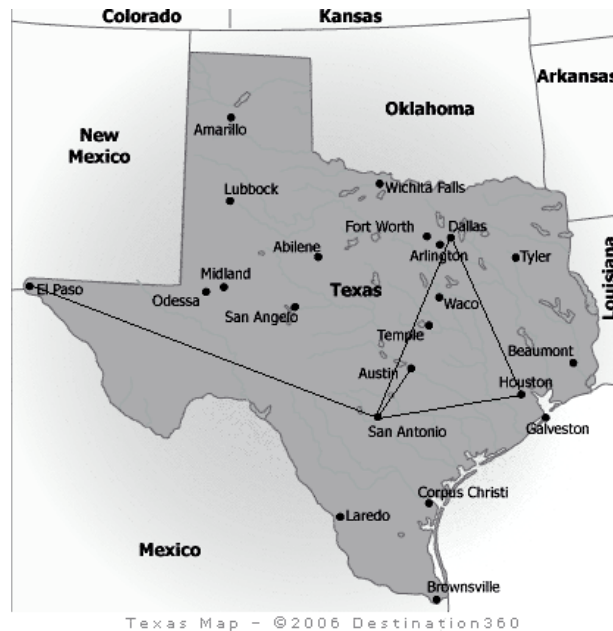 Colorado
Kansas
Arkansas
Oklahoma
New
Mexico
Amarillo
Wichita Falls
Lubbock
Fort Worth
Dallas
Arlington
Abilene
Tyler
Louisiana
Midland
El Paso
Texas
Odessa
Waco
San Angelo
Temple
Beaumont
Austin
Houston
San Antonio
Galveston
Corpus Christi
Laredo
Mexico
Brownsville
Texas Map - ©2006 Destination360